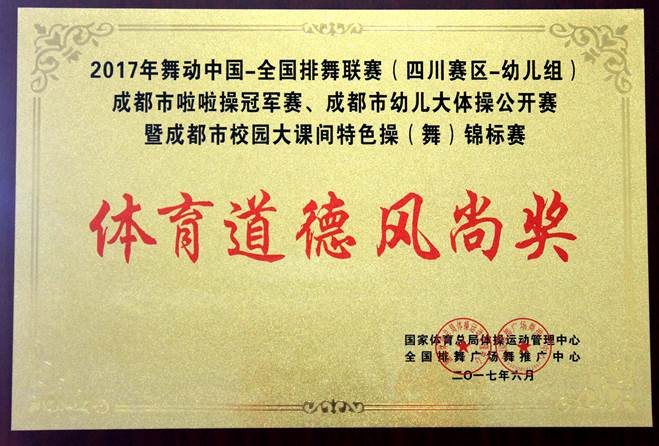 2017年舞动中国-全国排舞联赛（四川赛区-幼儿组）
成都市啦啦操冠军赛、成都市幼儿大体操公开赛
暨成都市校园大课间特色操（舞）锦标赛
体育道德风尚奖
国家体育总局体操运动管理中心
全国排舞广场舞推广中心
二〇一七年六月